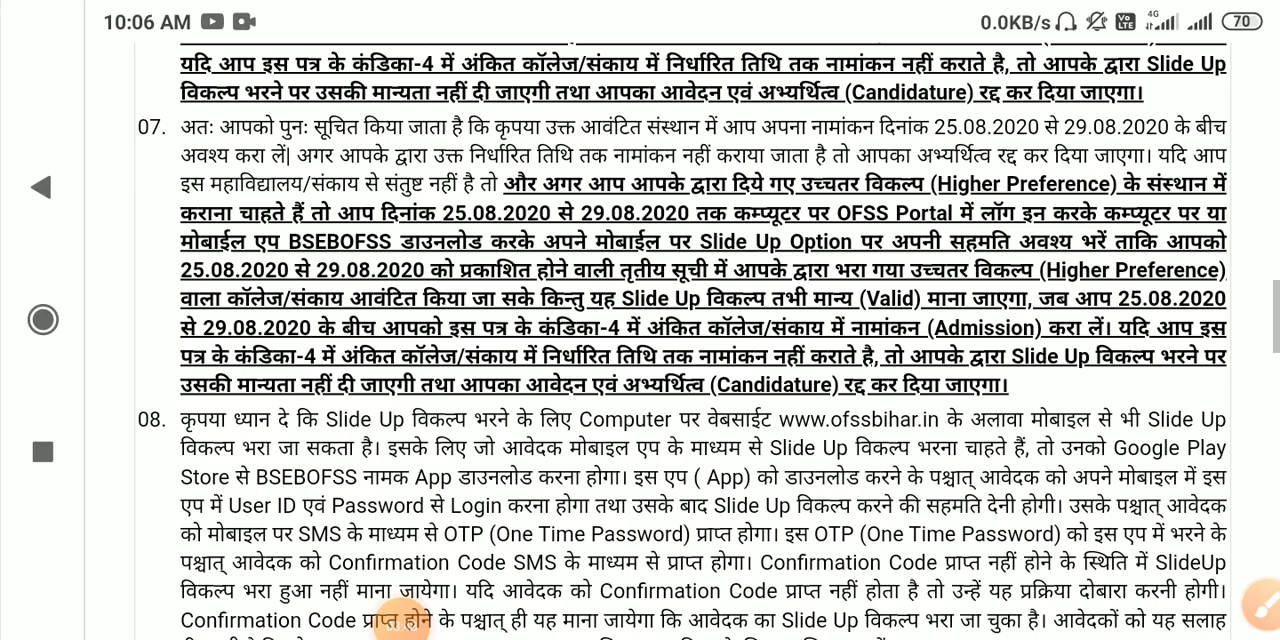 10:06 AM 0.0KB/s Vo LTE 4G 70
यदि आप इस पत्र के कंडिका-4 में अंकित कॉलेज/संकाय में निर्धारित तिथि तक नामांकन नहीं कराते है, तो आपके द्वारा Slide Up
विकल्प भरने पर उसकी मान्यता नहीं दी जाएगी तथा आपका आवेदन एवं अभ्यर्थित्व (Candidature) रद्द कर दिया जाएगा।
07. अतः आपको पुनः सूचित किया जाता है कि कृपया उक्त आवंटित संस्थान में आप अपना नामांकन दिनांक 25.08.2020 से 29.08.2020 के बीच
अवश्य करा लें| अगर आपके द्वारा उक्त निर्धारित तिथि तक नामांकन नहीं कराया जाता है तो आपका अभ्यर्थित्व रद्द कर दिया जाएगा। यदि आप
इस महाविद्यालय/संकाय से संतुष्ट नहीं है तो और अगर आप आपके द्वारा दिये गए उच्चतर विकल्प (Higher Preference) के संस्थान में
कराना चाहते हैं तो आप दिनांक 25.08.2020 से 29.08.2020 तक कम्प्यूटर पर OFSS Portal में लॉग इन करके कम्प्यूटर पर या
मोबाईल एप BSEBOFSS डाउनलोड करके अपने मोबाईल पर Slide Up Option पर अपनी सहमति अवश्य भरें ताकि आपको
25.08.2020 से 29.08.2020 को प्रकाशित होने वाली तृतीय सूची में आपके द्वारा भरा गया उच्चतर विकल्प (Higher Preference)
वाला कॉलेज/संकाय आवंटित किया जा सके किन्तु यह Slide Up विकल्प तभी मान्य (Valid) माना जाएगा, जब आप 25.08.2020
से 29.08.2020 के बीच आपको इस पत्र के कंडिका-4 में अंकित कॉलेज/संकाय में नामांकन (Admission) करा लें। यदि आप इस
पत्र के कंडिका-4 में अंकित कॉलेज/संकाय में निर्धारित तिथि तक नामांकन नहीं कराते है, तो आपके द्वारा Slide Up विकल्प भरने पर
उसकी मान्यता नहीं दी जाएगी तथा आपका आवेदन एवं अभ्यर्थित्व (Candidature) रद्द कर दिया जाएगा।
08. कृपया ध्यान दे कि Slide Up विकल्प भरने के लिए Computer पर वेबसाईट www.ofssbihar.in के अलावा मोबाइल से भी Slide Up
विकल्प भरा जा सकता है। इसके लिए जो आवेदक मोबाइल एप के माध्यम से Slide Up विकल्प भरना चाहते हैं, तो उनको Google Play
Store से BSEBOFSS नामक App डाउनलोड करना होगा। इस एप ( App) को डाउनलोड करने के पश्चात् आवेदक को अपने मोबाइल में इस
एप में User ID एवं Password से Login करना होगा तथा उसके बाद Slide Up विकल्प करने की सहमति देनी होगी। उसके पश्चात् आवेदक
को मोबाइल पर SMS के माध्यम से OTP (One Time Password) प्राप्त होगा। इस OTP (One Time Password) को इस एप में भरने के
पश्चात् आवेदक को Confirmation Code SMS के माध्यम से प्राप्त होगा। Confirmation Code प्राप्त नहीं होने के स्थिति में SlideUp
विकल्प भरा हुआ नहीं माना जायेगा। यदि आवेदक को Confirmation Code प्राप्त नहीं होता है तो उन्हें यह प्रक्रिया दोबारा करनी होगी।
Confirmation Code प्राप्त होने के पश्चात् ही यह माना जायेगा कि आवेदक का Slide Up विकल्प भरा जा चुका है। आवेदकों को यह सलाह